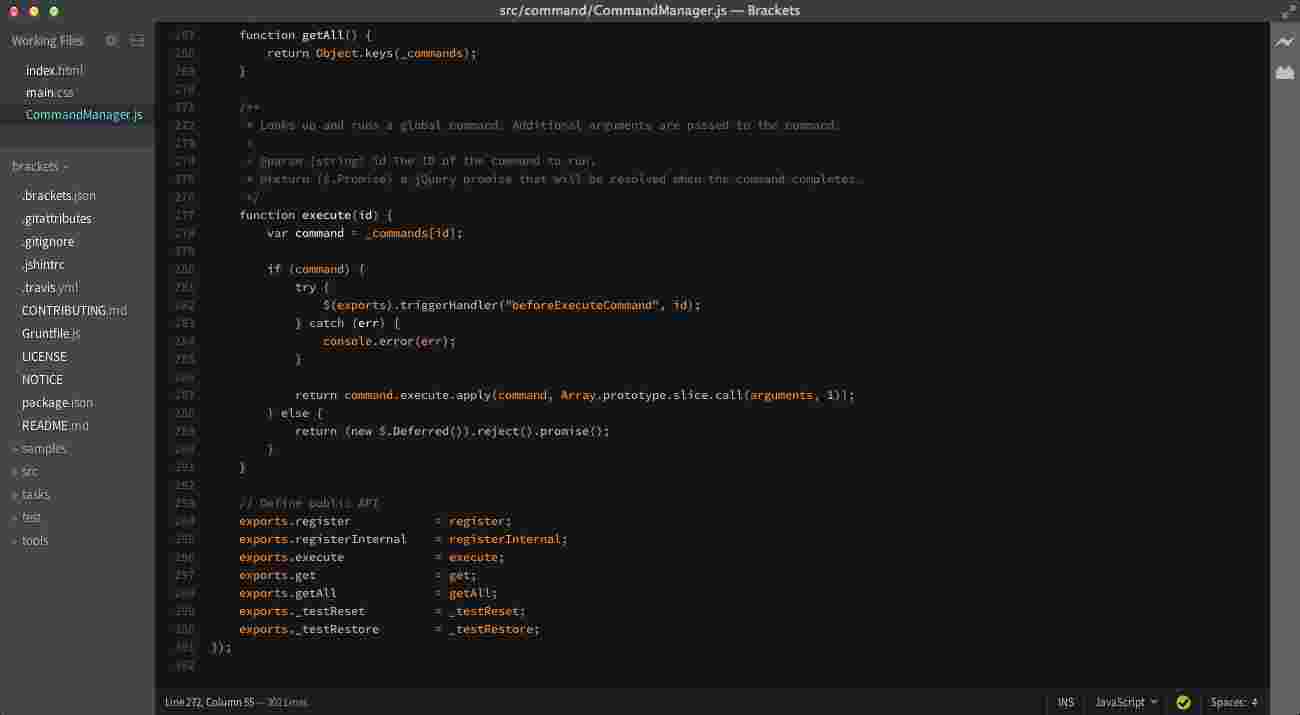 src/command/CommandManager.js — Brackets
Working Files
index.html
main.css
CommandManager.js
brackets
.brackets.json
.gitattributes
.gitignore
.jshintrc
.travis.yml
CONTRIBUTING.md
Gruntfile.js
LICENSE
NOTICE
package.json
README.md
samples
src
tasks
test
tools
function getAll() {
return Object.keys(_commands);
}
271 /**
272 * Looks up and runs a global command. Additional arguments are passed to the command.
273 *
274 * @param {string} id The ID of the command to run.
275 * @return {$.Promise} a jQuery promise that will be resolved when the command completes.
276 */
277 function execute(id) {
278 var command = _commands[id];
279
280 if (command) {
281 try {
282 $(exports).triggerHandler("beforeExecuteCommand", id);
283 } catch (err) {
284 console.error(err);
285 }
286
287 return command.execute.apply(command, Array.prototype.slice.call(arguments, 1));
288 } else {
289 return (new $.Deferred()).reject().promise();
290 }
291 }
292
293 // Define public API
294 exports.register = register;
295 exports.registerInternal = registerInternal;
296 exports.execute = execute;
297 exports.get = get;
298 exports.getAll = getAll;
299 exports._testReset = _testReset;
300 exports._testRestore = _testRestore;
301 });
302
Line 272, Column 55 — 302 Lines
INS
JavaScript
Spaces: 4